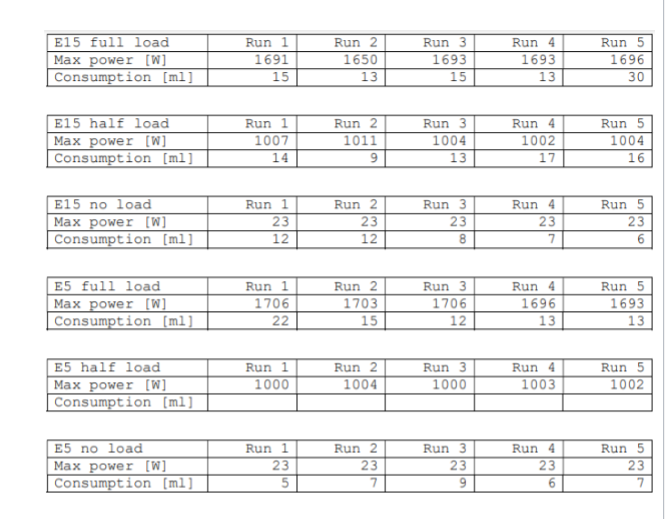 E15 full load Run 1 Run 2 Run 3 Run 4 Run 5
Max power [W] 1691 1650 1693 1693 1696
Consumption [ml] 15 13 15 13 30
E15 half load Run 1 Run 2 Run 3 Run 4 Run 5
Max power [W] 1007 1011 1004 1002 1004
Consumption [ml] 14 9 13 17 16
E15 no load Run 1 Run 2 Run 3 Run 4 Run 5
Max power [W] 23 23 23 23 23
Consumption [ml] 12 12 8 7 6
E5 full load Run 1 Run 2 Run 3 Run 4 Run 5
Max power [W] 1706 1703 1706 1696 1693
Consumption [ml] 22 15 12 13 13
E5 half load Run 1 Run 2 Run 3 Run 4 Run 5
Max power [W] 1000 1004 1000 1003 1002
Consumption [ml]
E5 no load Run 1 Run 2 Run 3 Run 4 Run 5
Max power [W] 23 23 23 23 23
Consumption [ml] 5 7 9 6 7